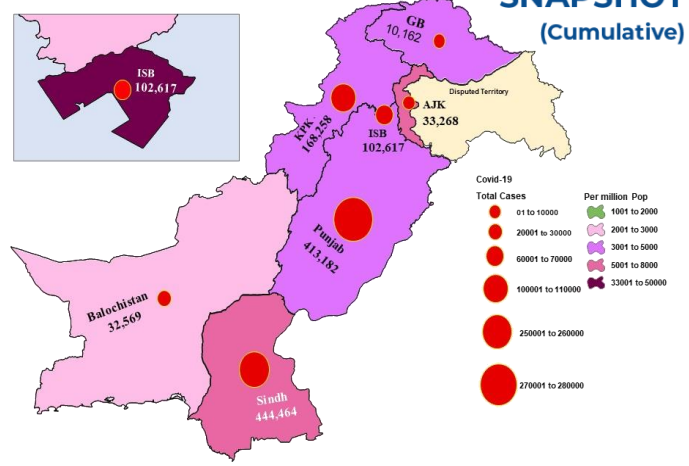 SNAPSHOT
(Cumulative)
ISB
102,617
GB
10,162
Disputed Territory
AJK
33,268
KPK
168,258
ISB
102,617
Punjab
413,182
Balochistan
32,569
Sindh
444,464
Covid-19
Total Cases
01 to 10000
20001 to 30000
60001 to 70000
100001 to 110000
250001 to 260000
270001 to 280000
Per million Pop
1001 to 2000
2001 to 3000
3001 to 5000
5001 to 8000
33001 to 50000